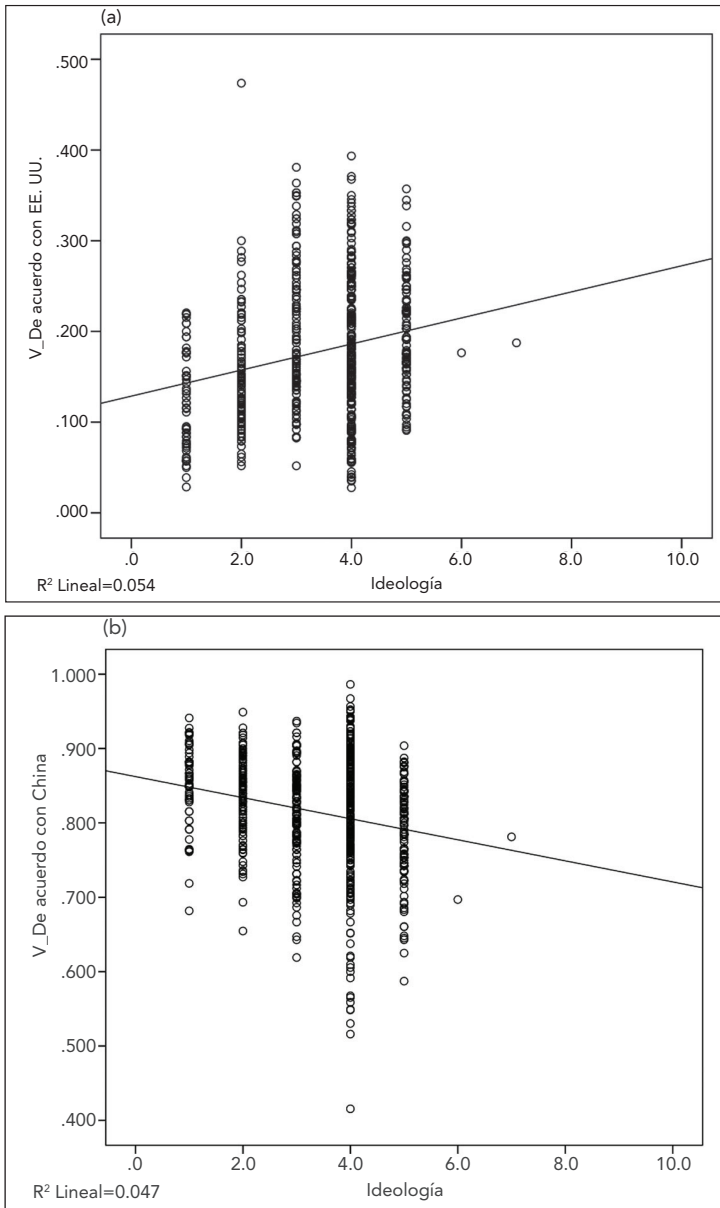 (a)
.500
.400
.300
.200
.100
.000
V_De acuerdo con EE. UU.
.0 2.0 4.0 6.0 8.0 10.0
R² Lineal=0.054
Ideología
(b)
1.000
.900
.800
.700
.600
.500
.400
V_De acuerdo con China
.0 2.0 4.0 6.0 8.0 10.0
R² Lineal=0.047
Ideología